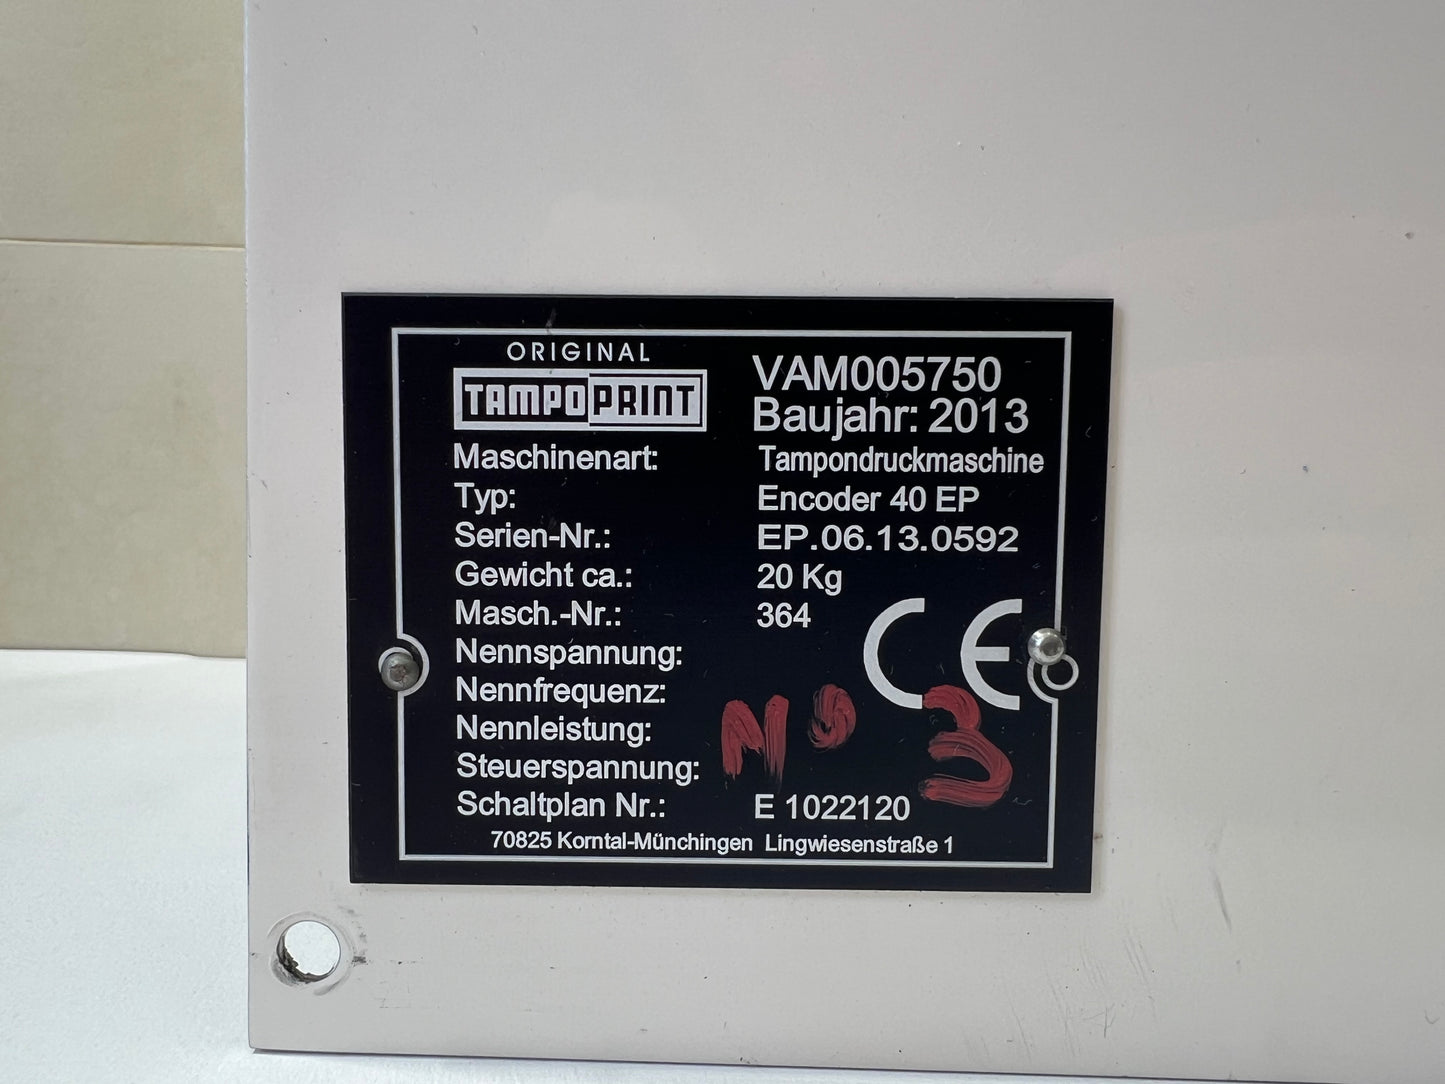 ORIGINAL
TAMPOPRINT
VAM005750
Baujahr: 2013
Maschinenart: Tampondruckmaschine
Typ: Encoder 40 EP
Serien-Nr.: EP.06.13.0592
Gewicht ca.: 20 Kg
Masch.-Nr.: 364
CE
Nennspannung:
Nennfrequenz:
Nennleistung:
Nº 3
Steuerspannung:
Schaltplan Nr.: E 1022120
70825 Korntal-Münchingen Lingwiesenstraße 1